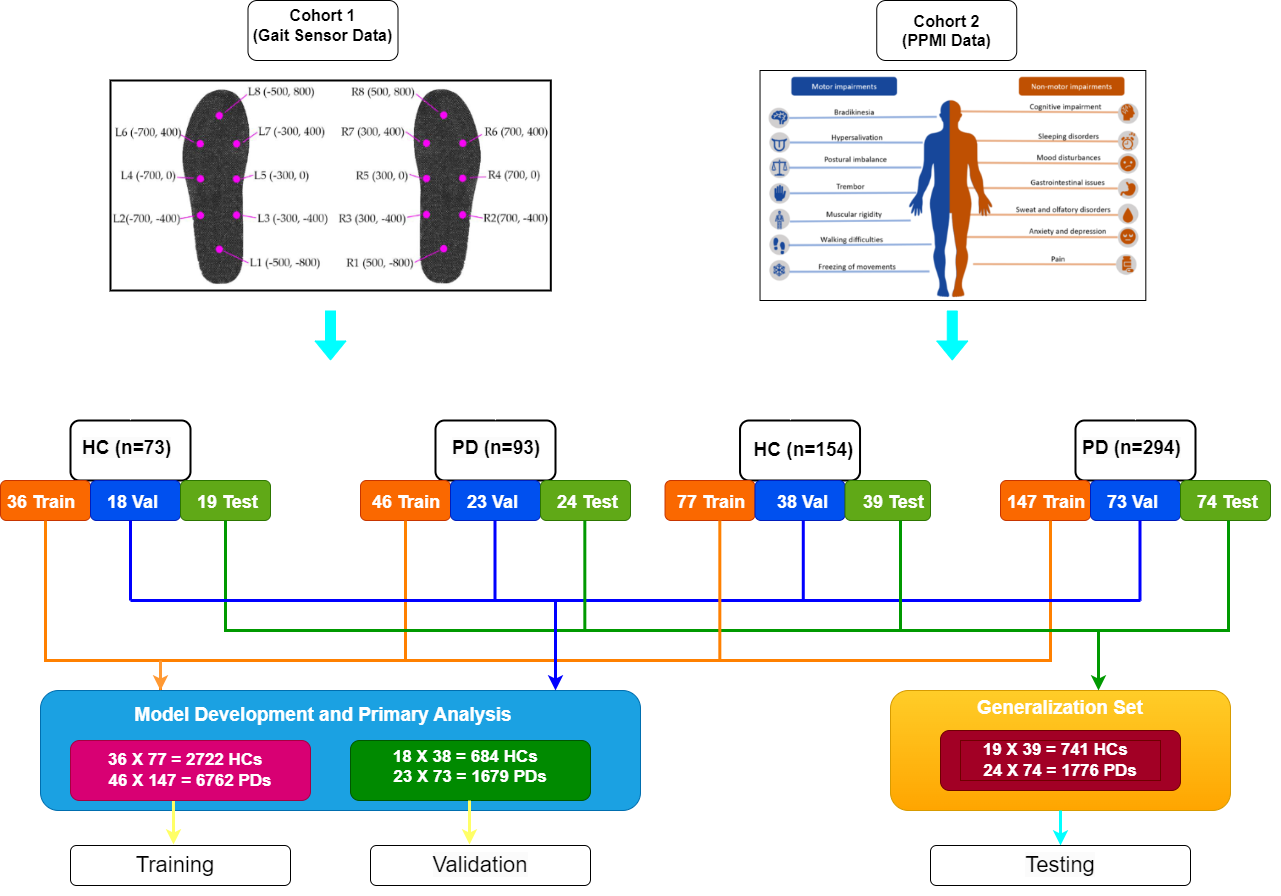 Cohort 1
(Gait Sensor Data)
Cohort 2
(PPMI Data)
L8 (-500, 800)
R8 (500, 800)
L6 (-700, 400)
L7 (-300, 400)
R7 (300, 400)
R6 (700, 400)
L4 (-700, 0)
L5 (-300, 0)
R5 (300, 0)
R4 (700, 0)
L2(-700, -400)
L3 (-300, -400)
R3 (300, -400)
R2(700, -400)
L1 (-500, -800)
R1 (500, -800)
Motor impairments
Non-motor impairments
Bradikinesia
Cognitive impairment
Hypersalivation
Sleeping disorders
Postural imbalance
Mood disturbances
Trembor
Gastrointestinal issues
Muscular rigidity
Sweat and olfatory disorders
Walking difficulties
Anxiety and depression
Freezing of movements
Pain
HC (n=73)
PD (n=93)
HC (n=154)
PD (n=294)
36 Train
18 Val
19 Test
46 Train
23 Val
24 Test
77 Train
38 Val
39 Test
147 Train
73 Val
74 Test
Model Development and Primary Analysis
36 X 77 = 2722 HCs
46 X 147 = 6762 PDs
18 X 38 = 684 HCs
23 X 73 = 1679 PDs
Generalization Set
19 X 39 = 741 HCs
24 X 74 = 1776 PDs
Training
Validation
Testing